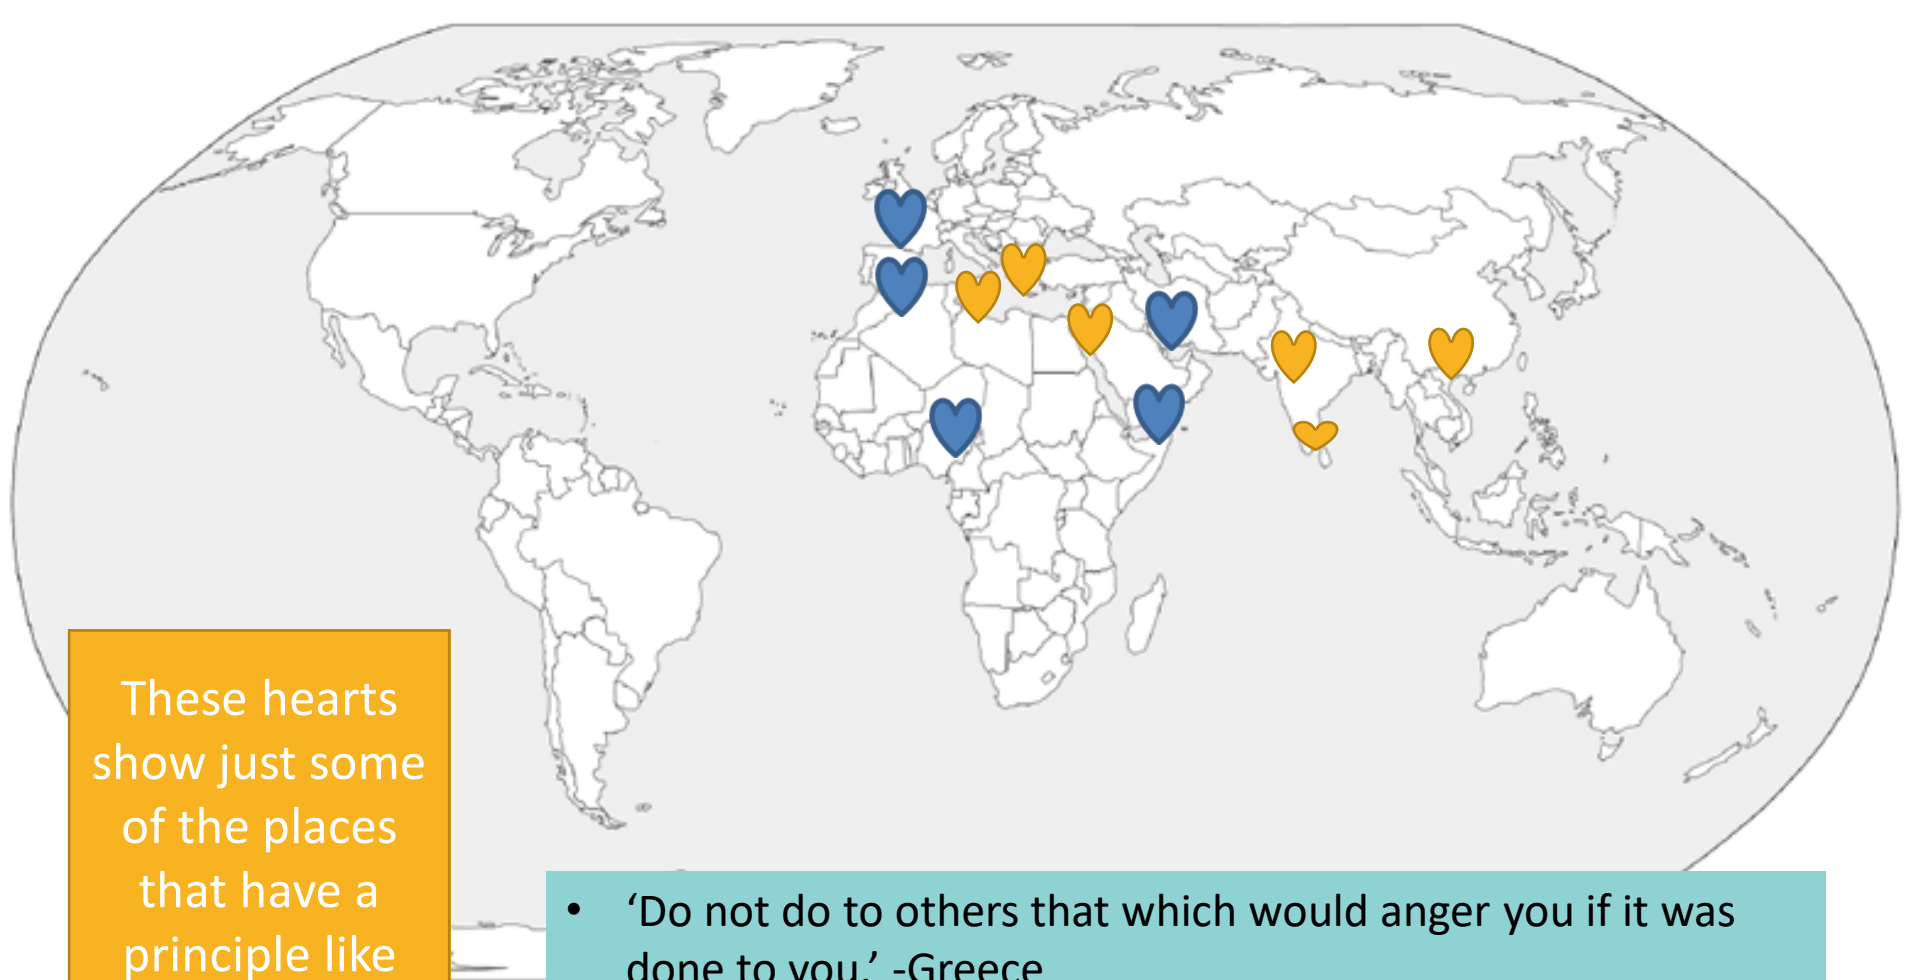 These hearts
show just some
of the places
that have a
principle like
• ‘Do not do to others that which would anger you if it was
done to you.’ -Greece